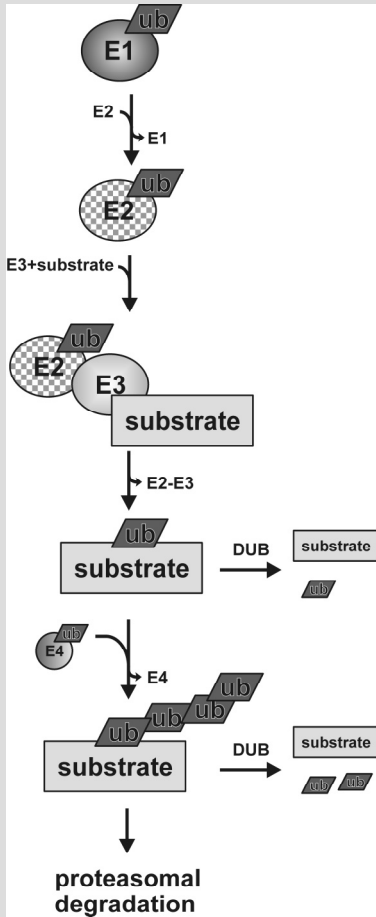 ub
E1
E2
E1
ub
E2
E3+substrate
ub
E2
E3
substrate
E2-E3
ub
substrate
DUB
substrate
ub
ub
E4
E4
ub
ub
ub
ub
substrate
DUB
substrate
ub
ub
proteasomal
degradation